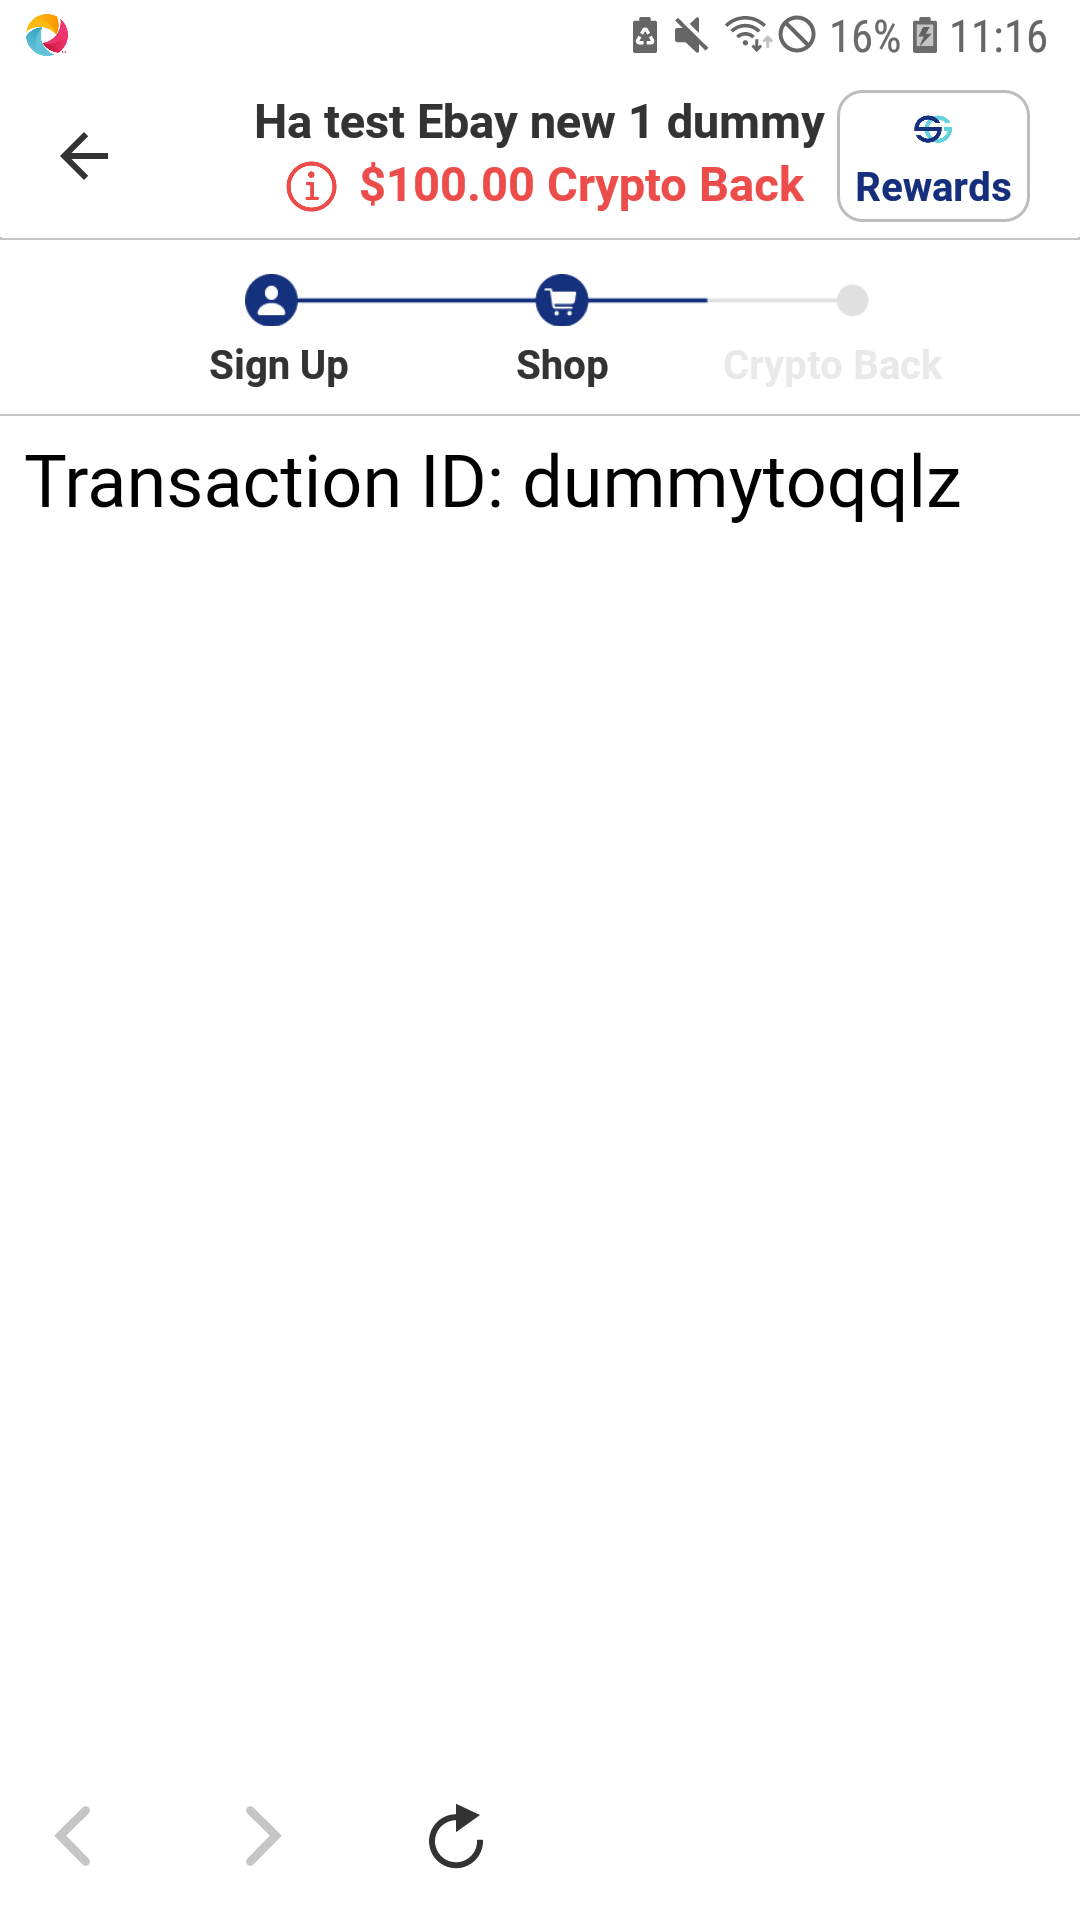 16% 11:16
Ha test Ebay new 1 dummy
$100.00 Crypto Back
Rewards
Sign Up
Shop
Crypto Back
Transaction ID: dummytoqqlz